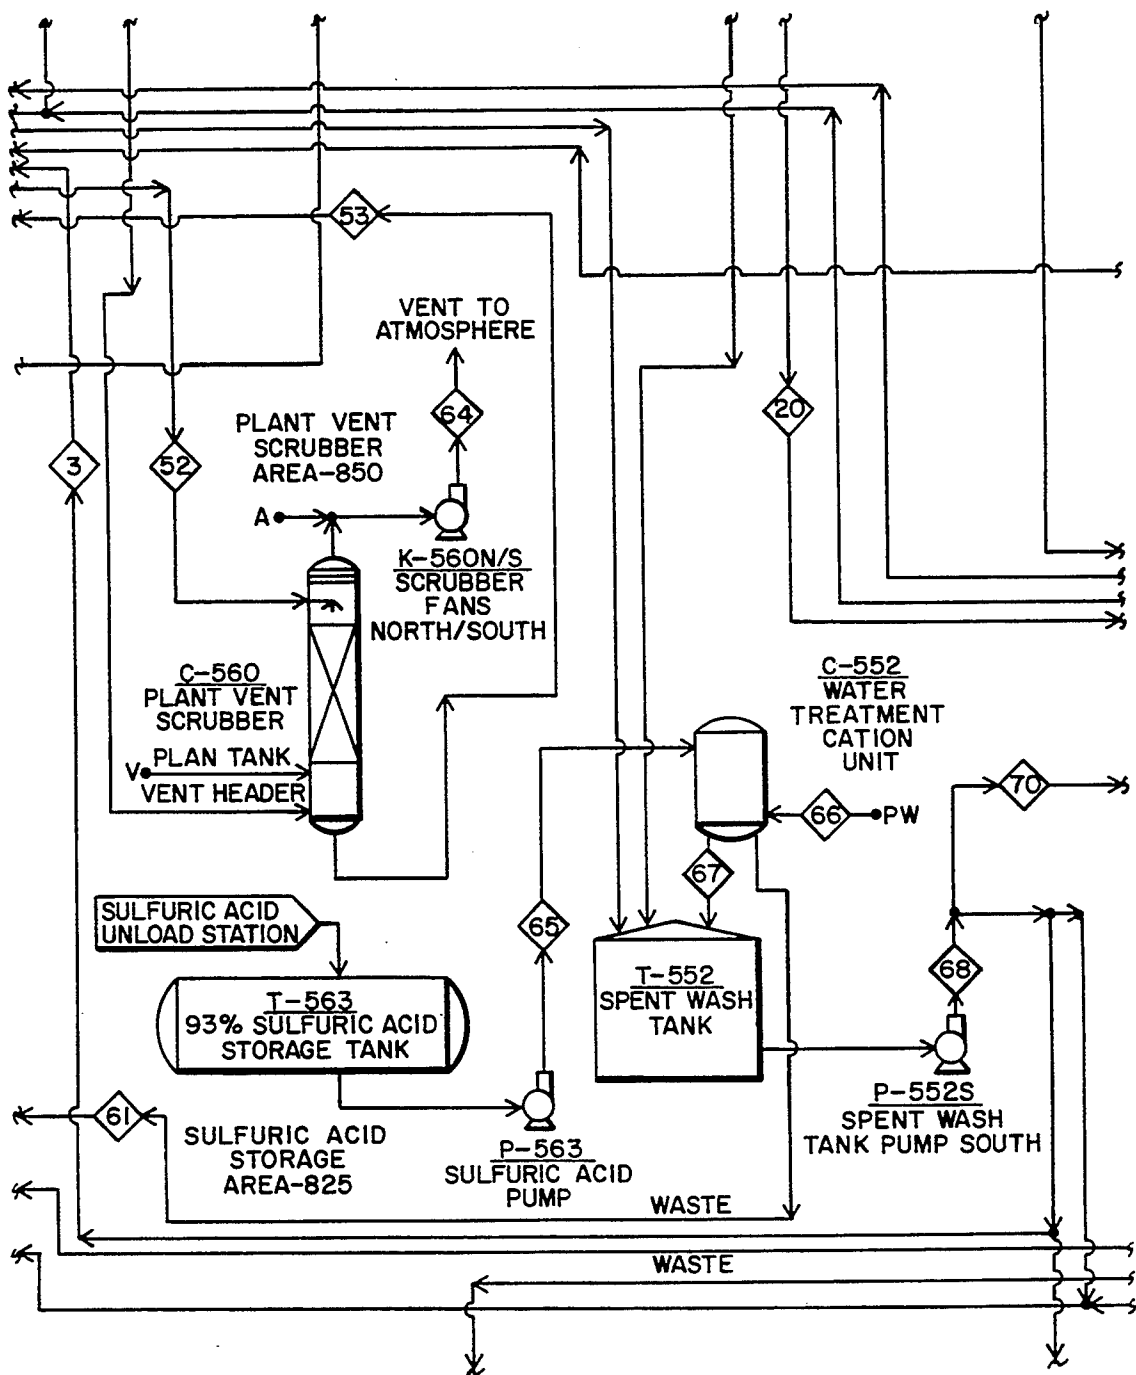 53
VENT TO
ATMOSPHERE
64
20
PLANT VENT
SCRUBBER
AREA-850
3
52
A
K-560N/S
SCRUBBER
FANS
NORTH/SOUTH
C-560
PLANT VENT
SCRUBBER
C-552
WATER
TREATMENT
CATION
UNIT
V
PLAN TANK
VENT HEADER
70
66
PW
67
SULFURIC ACID
UNLOAD STATION
65
68
T-563
93% SULFURIC ACID
STORAGE TANK
T-552
SPENT WASH
TANK
P-552S
SPENT WASH
TANK PUMP SOUTH
61
SULFURIC ACID
STORAGE
AREA-825
P-563
SULFURIC ACID
PUMP
WASTE
WASTE